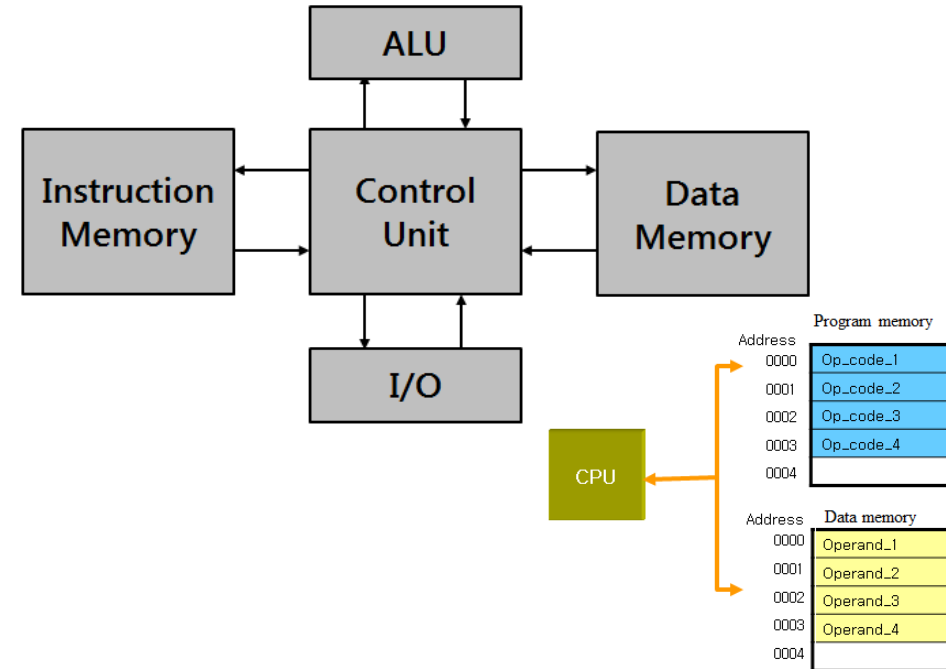 ALU
Instruction
Memory
Control
Unit
Data
Memory
I/O
CPU
Program memory
Address
0000 Op_code_1
0001 Op_code_2
0002 Op_code_3
0003 Op_code_4
0004
Address Data memory
0000 Operand_1
0001 Operand_2
0002 Operand_3
0003 Operand_4
0004